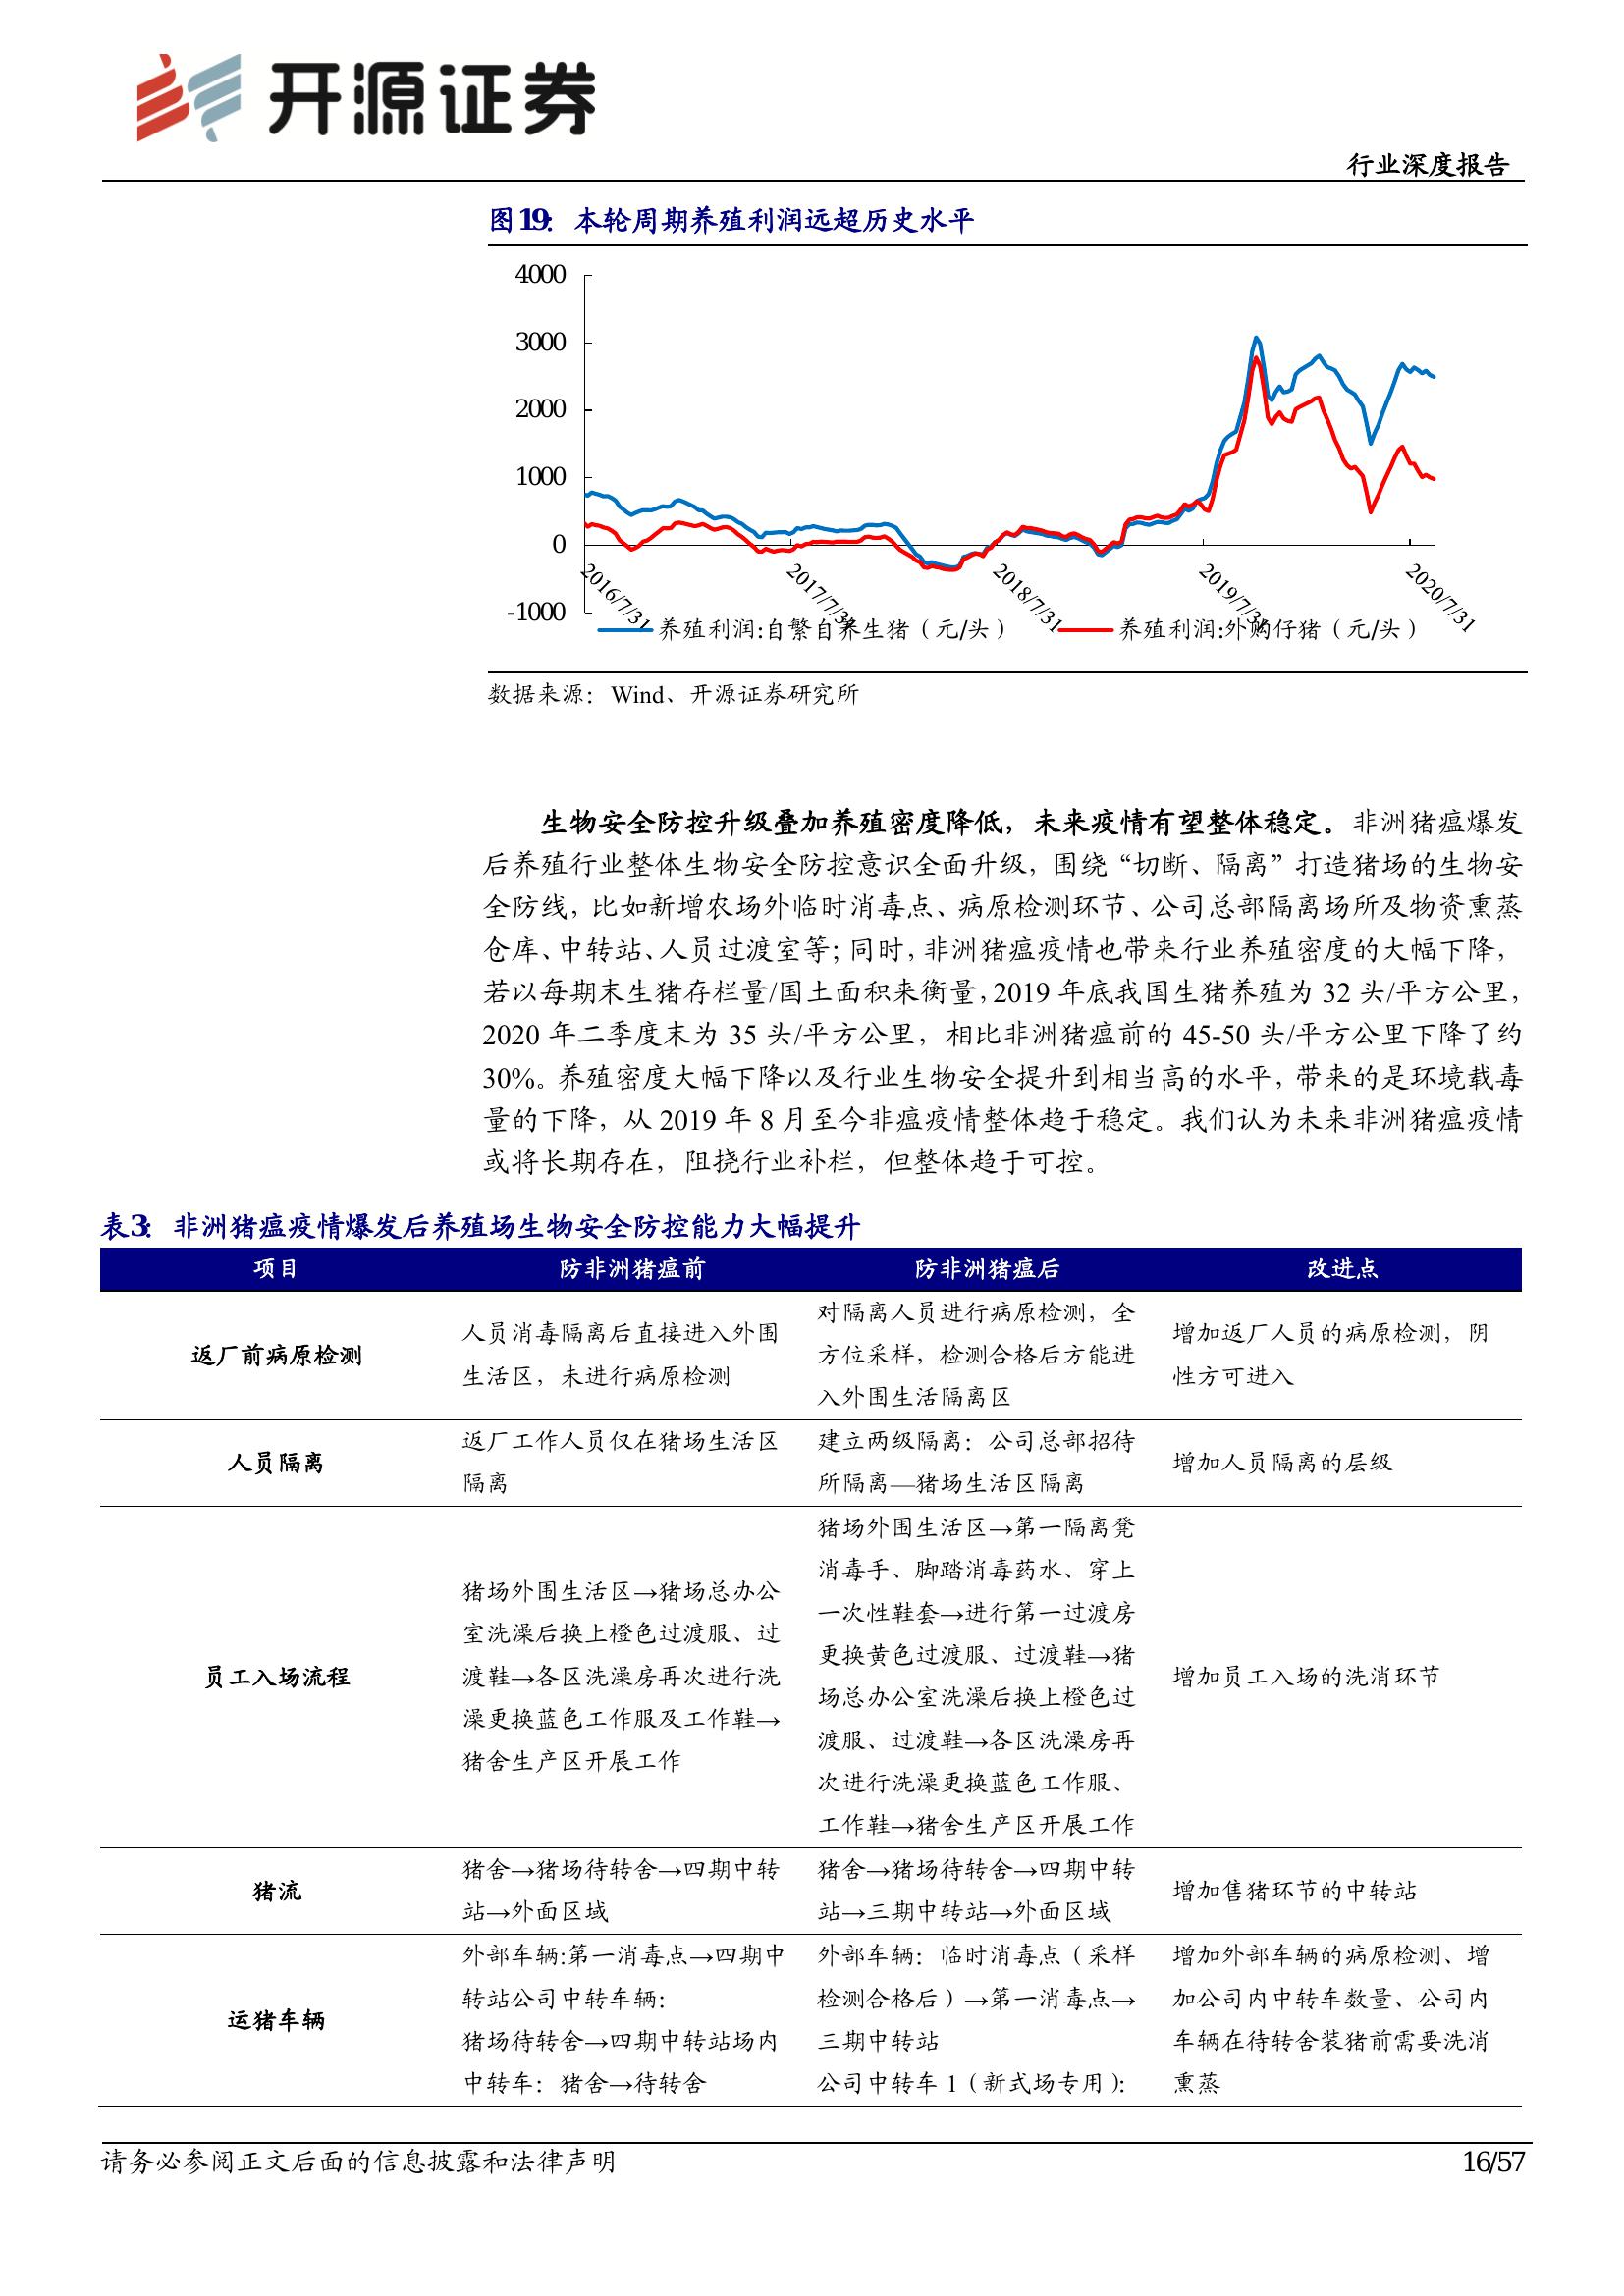 开源证券
行业深度报告
图19：本轮周期养殖利润远超历史水平
4000
3000
2000
1000
0
-1000
2016/7/31
2017/7/31
2018/7/31
2019/7/31
2020/7/31
养殖利润:自繁自养生猪（元/头）
养殖利润:外购仔猪（元/头）
数据来源：Wind、开源证券研究所
生物安全防控升级叠加养殖密度降低，未来疫情有望整体稳定。非洲猪瘟爆发
后养殖行业整体生物安全防控意识全面升级，围绕“切断、隔离”打造猪场的生物安
全防线，比如新增农场外临时消毒点、病原检测环节、公司总部隔离场所及物资熏蒸
仓库、中转站、人员过渡室等；同时，非洲猪瘟疫情也带来行业养殖密度的大幅下降，
若以每期末生猪存栏量/国土面积来衡量，2019 年底我国生猪养殖为 32 头/平方公里，
2020 年二季度末为 35 头/平方公里，相比非洲猪瘟前的 45-50 头/平方公里下降了约
30%。养殖密度大幅下降以及行业生物安全提升到相当高的水平，带来的是环境载毒
量的下降，从 2019 年 8 月至今非瘟疫情整体趋于稳定。我们认为未来非洲猪瘟疫情
或将长期存在，阻挠行业补栏，但整体趋于可控。
表3：非洲猪瘟疫情爆发后养殖场生物安全防控能力大幅提升
项目
防非洲猪瘟前
防非洲猪瘟后
改进点
返厂前病原检测
人员消毒隔离后直接进入外围
生活区，未进行病原检测
对隔离人员进行病原检测，全
方位采样，检测合格后方能进
入外围生活隔离区
增加返厂人员的病原检测，阴
性方可进入
人员隔离
返厂工作人员仅在猪场生活区
隔离
建立两级隔离：公司总部招待
所隔离—猪场生活区隔离
增加人员隔离的层级
员工入场流程
猪场外围生活区→猪场总办公
室洗澡后换上橙色过渡服、过
渡鞋→各区洗澡房再次进行洗
澡更换蓝色工作服及工作鞋→
猪舍生产区开展工作
猪场外围生活区→第一隔离凳
消毒手、脚踏消毒药水、穿上
一次性鞋套→进行第一过渡房
更换黄色过渡服、过渡鞋→猪
场总办公室洗澡后换上橙色过
渡服、过渡鞋→各区洗澡房再
次进行洗澡更换蓝色工作服、
工作鞋→猪舍生产区开展工作
增加员工入场的洗消环节
猪流
猪舍→猪场待转舍→四期中转
站→外面区域
猪舍→猪场待转舍→四期中转
站→三期中转站→外面区域
增加售猪环节的中转站
运猪车辆
外部车辆:第一消毒点→四期中
转站公司中转车辆：
猪场待转舍→四期中转站场内
中转车：猪舍→待转舍
外部车辆：临时消毒点（采样
检测合格后）→第一消毒点→
三期中转站
公司中转车 1（新式场专用）：
增加外部车辆的病原检测、增
加公司内中转车数量、公司内
车辆在待转舍装猪前需要洗消
熏蒸
请务必参阅正文后面的信息披露和法律声明
16/57